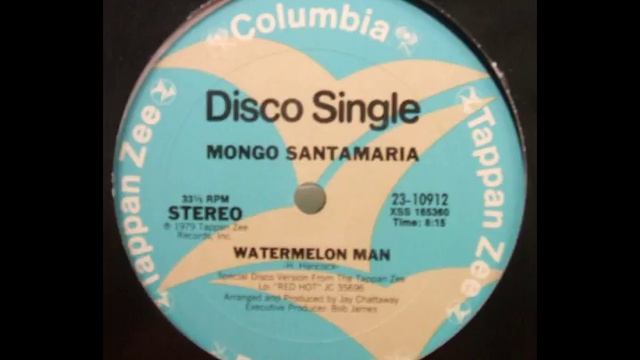 Columbia
Tappan Zee
Tappan Zee
Disco Single
MONGO SANTAMARIA
33⅓ RPM
STEREO
℗ 1979 Tappan Zee
Records, Inc.
23-10912
XSS 165360
Time: 8:15
WATERMELON MAN
-H. Hancock-
Special Disco Version From The Tappan Zee
Lp: "RED HOT" JC 35696
Arranged and Produced by Jay Chattaway
Executive Producer: Bob James